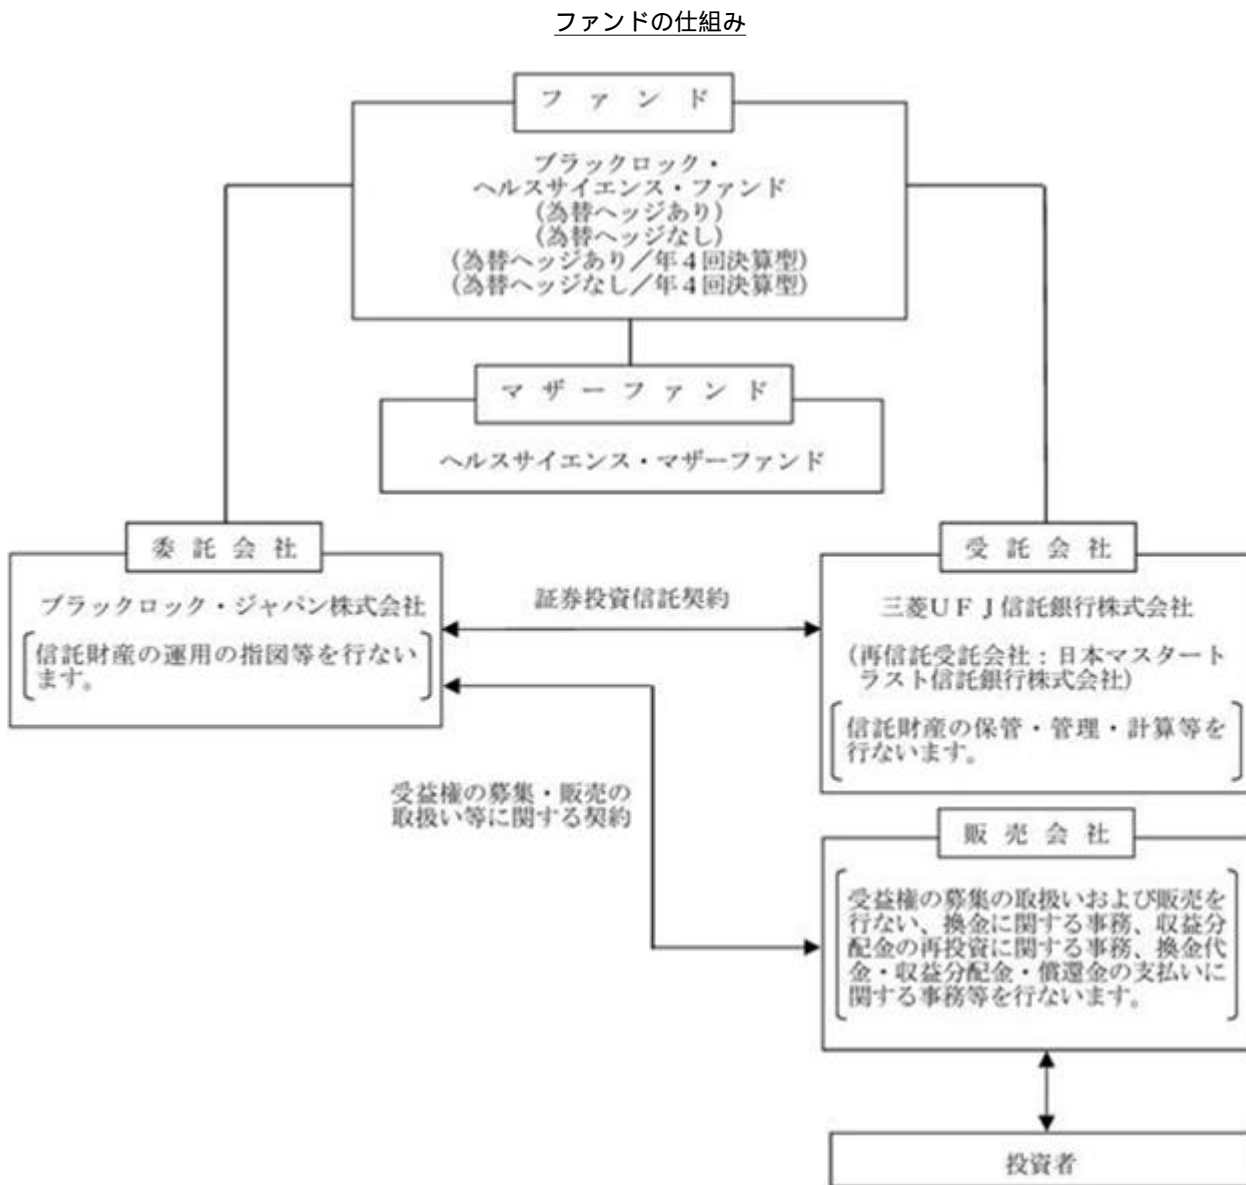 ファンドの仕組み
ファンド
ブラックロック・
ヘルスサイエンス・ファンド
(為替ヘッジあり)
(為替ヘッジなし)
(為替ヘッジあり／年4回決算型)
(為替ヘッジなし／年4回決算型)
マザーファンド
ヘルスサイエンス・マザーファンド
委託会社
ブラックロック・ジャパン株式会社
信託財産の運用の指図等を行ない
ます。
証券投資信託契約
受託会社
三菱ＵＦＪ信託銀行株式会社
(再信託受託会社：日本マスタート
ラスト信託銀行株式会社)
信託財産の保管・管理・計算等を
行ないます。
受益権の募集・販売の
取扱い等に関する契約
販売会社
受益権の募集の取扱いおよび販売を
行ない、換金に関する事務、収益分
配金の再投資に関する事務、換金代
金・収益分配金・償還金の支払いに
関する事務等を行ないます。
投資者